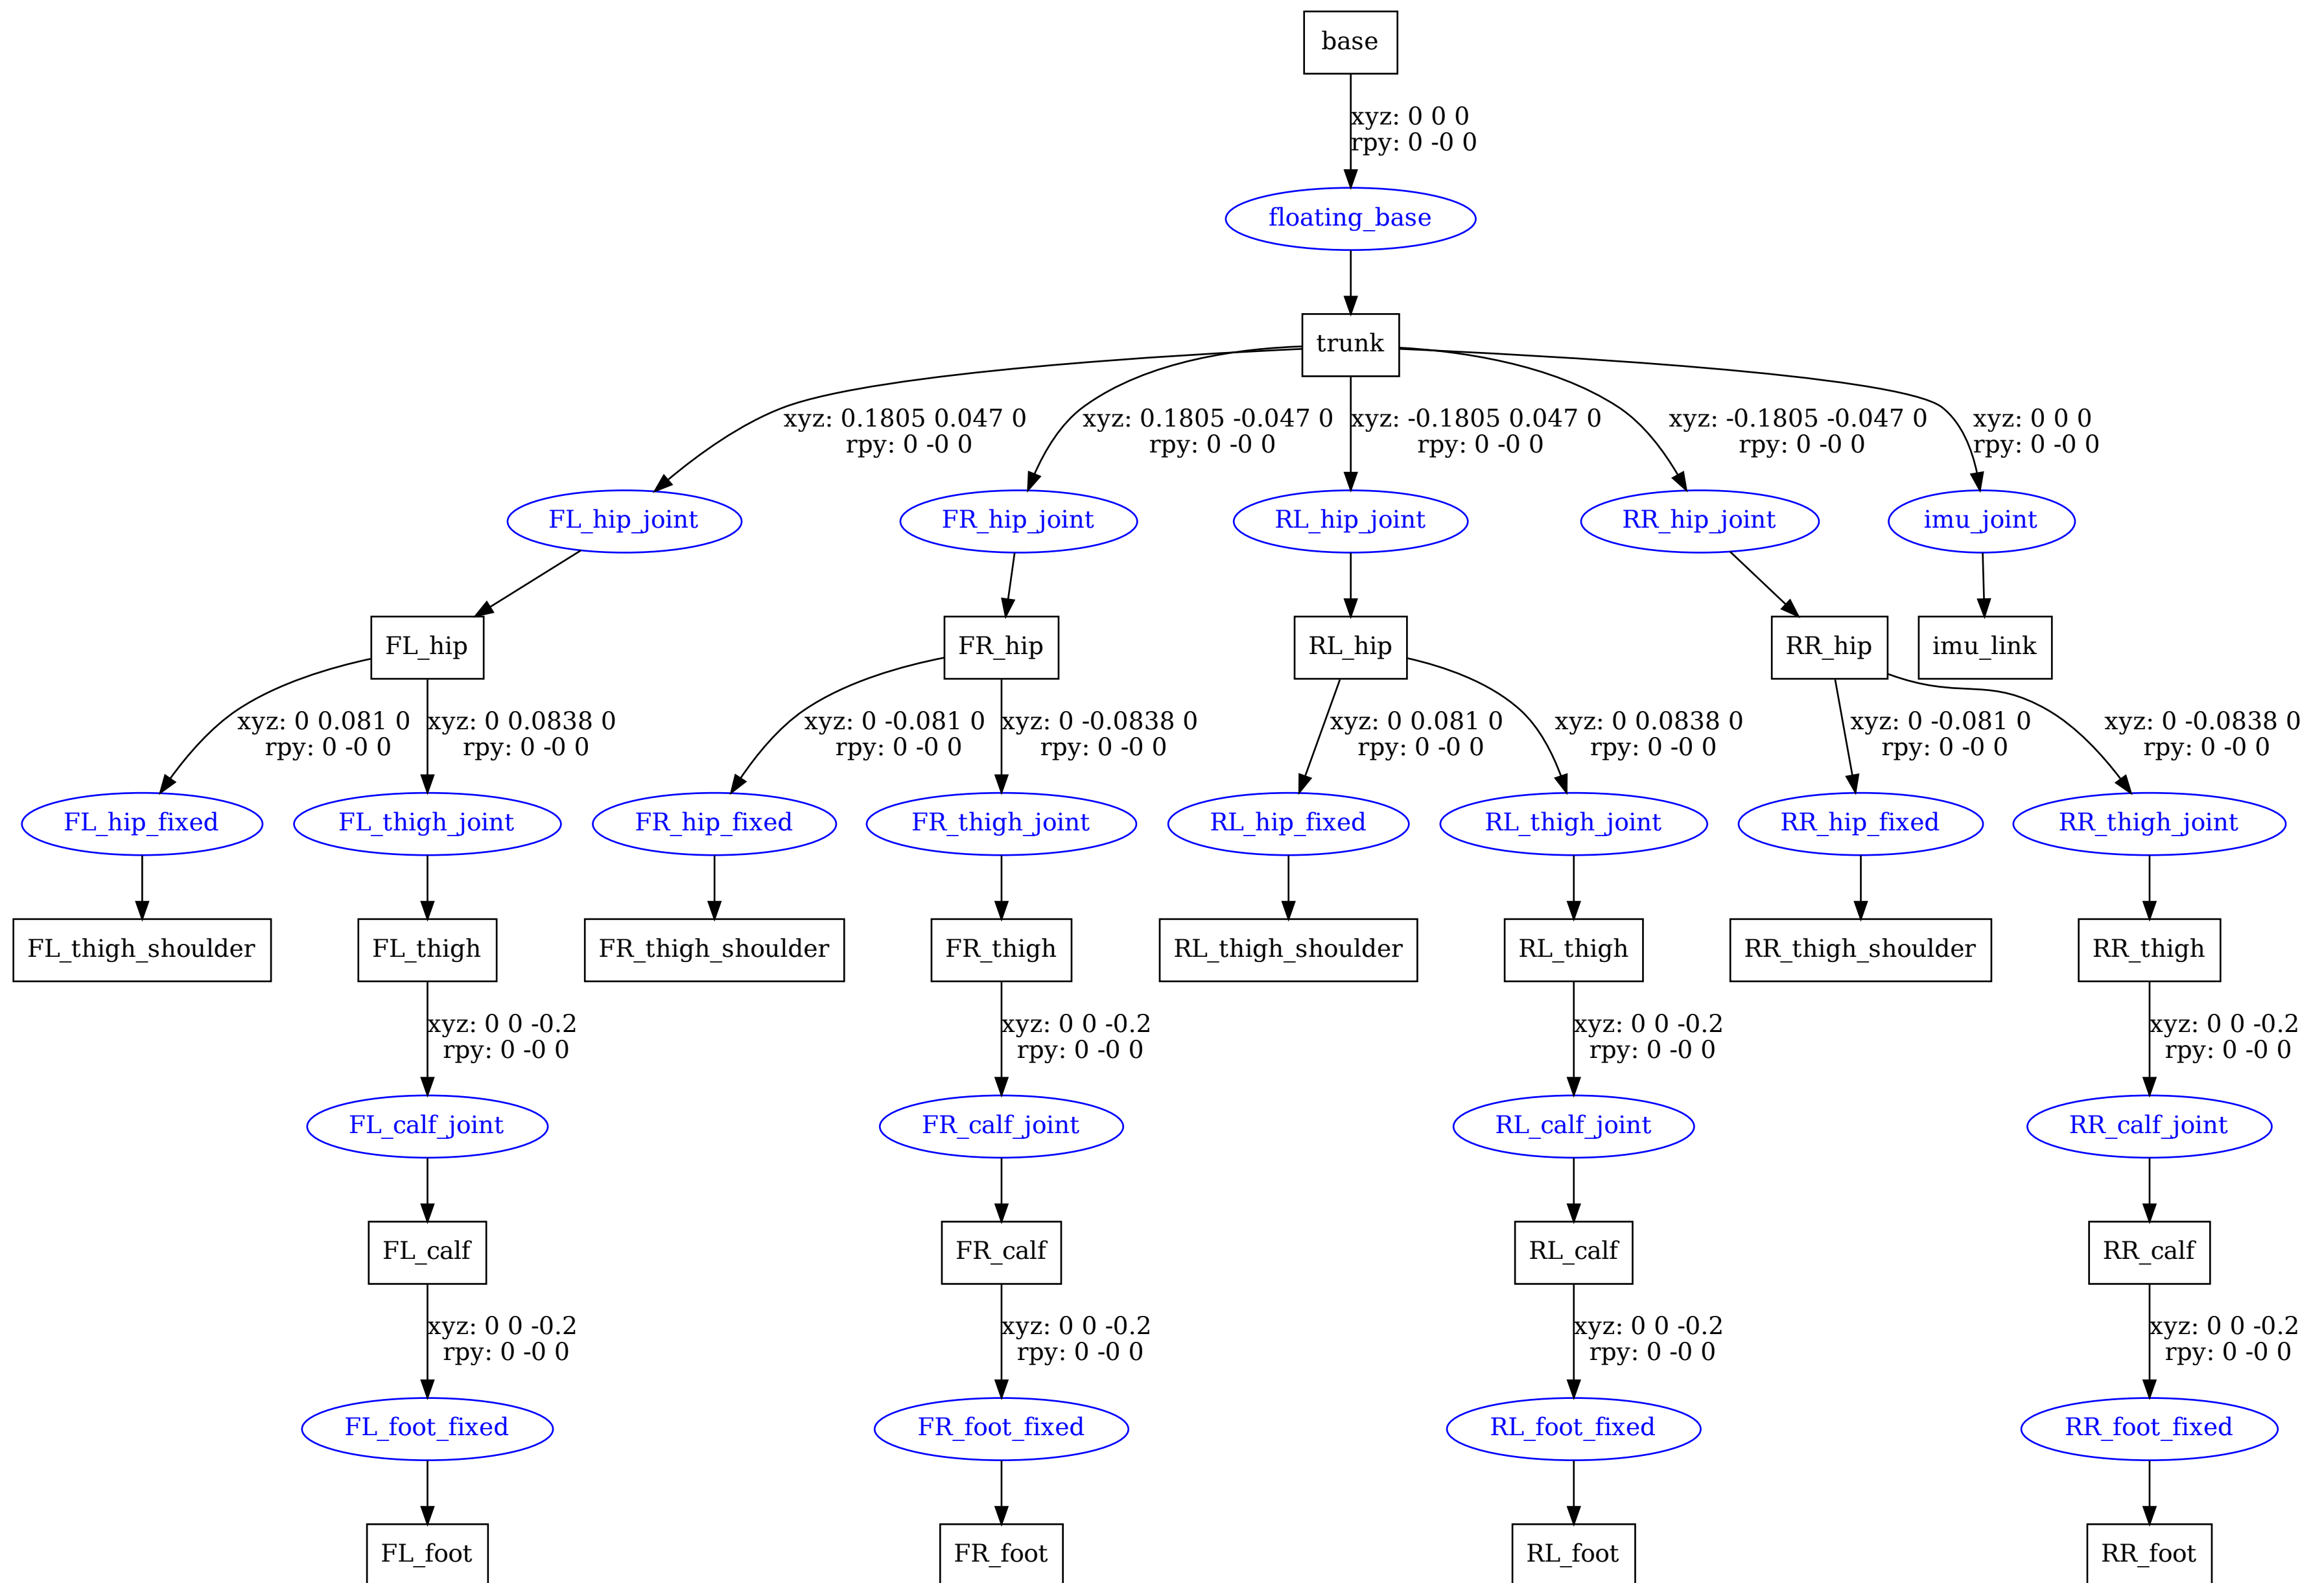 base
xyz: 0 0 0
rpy: 0 -0 0
floating_base
trunk
xyz: 0.1805 0.047 0
rpy: 0 -0 0
xyz: 0.1805 -0.047 0
rpy: 0 -0 0
xyz: -0.1805 0.047 0
rpy: 0 -0 0
xyz: -0.1805 -0.047 0
rpy: 0 -0 0
xyz: 0 0 0
rpy: 0 -0 0
FL_hip_joint
FR_hip_joint
RL_hip_joint
RR_hip_joint
imu_joint
FL_hip
FR_hip
RL_hip
RR_hip
imu_link
xyz: 0 0.081 0
rpy: 0 -0 0
xyz: 0 0.0838 0
rpy: 0 -0 0
xyz: 0 -0.081 0
rpy: 0 -0 0
xyz: 0 -0.0838 0
rpy: 0 -0 0
xyz: 0 0.081 0
rpy: 0 -0 0
xyz: 0 0.0838 0
rpy: 0 -0 0
xyz: 0 -0.081 0
rpy: 0 -0 0
xyz: 0 -0.0838 0
rpy: 0 -0 0
FL_hip_fixed
FL_thigh_joint
FR_hip_fixed
FR_thigh_joint
RL_hip_fixed
RL_thigh_joint
RR_hip_fixed
RR_thigh_joint
FL_thigh_shoulder
FL_thigh
FR_thigh_shoulder
FR_thigh
RL_thigh_shoulder
RL_thigh
RR_thigh_shoulder
RR_thigh
xyz: 0 0 -0.2
rpy: 0 -0 0
xyz: 0 0 -0.2
rpy: 0 -0 0
xyz: 0 0 -0.2
rpy: 0 -0 0
xyz: 0 0 -0.2
rpy: 0 -0 0
FL_calf_joint
FR_calf_joint
RL_calf_joint
RR_calf_joint
FL_calf
FR_calf
RL_calf
RR_calf
xyz: 0 0 -0.2
rpy: 0 -0 0
xyz: 0 0 -0.2
rpy: 0 -0 0
xyz: 0 0 -0.2
rpy: 0 -0 0
xyz: 0 0 -0.2
rpy: 0 -0 0
FL_foot_fixed
FR_foot_fixed
RL_foot_fixed
RR_foot_fixed
FL_foot
FR_foot
RL_foot
RR_foot